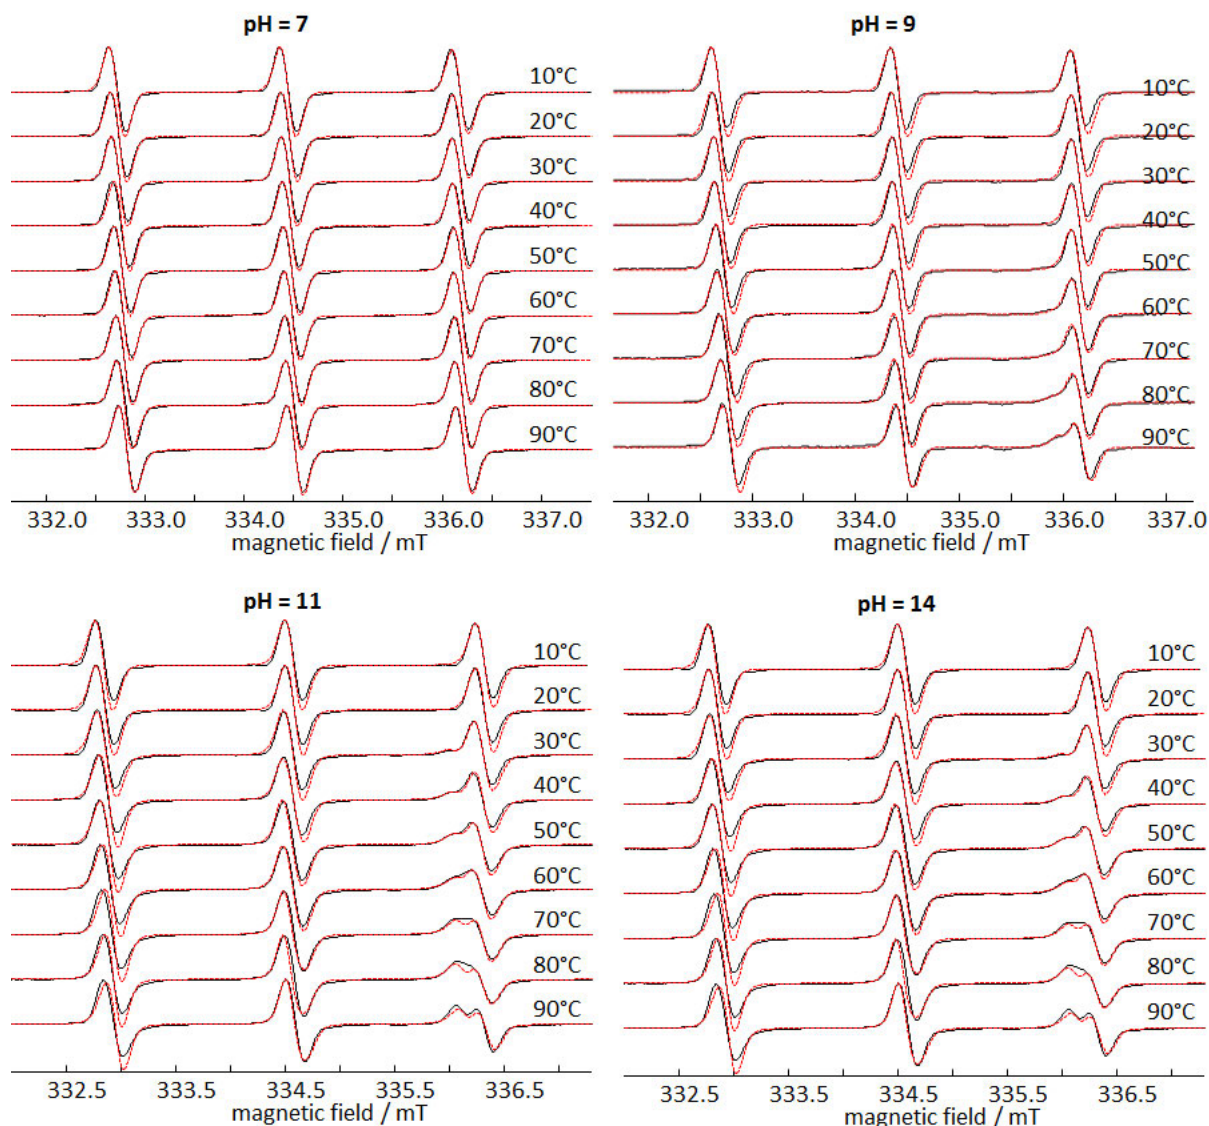 pH = 7
10°C
20°C
30°C
40°C
50°C
60°C
70°C
80°C
90°C
332.0 333.0 334.0 335.0 336.0 337.0
magnetic field / mT
pH = 9
10°C
20°C
30°C
40°C
50°C
60°C
70°C
80°C
90°C
332.0 333.0 334.0 335.0 336.0 337.0
magnetic field / mT
pH = 11
10°C
20°C
30°C
40°C
50°C
60°C
70°C
80°C
90°C
332.5 333.5 334.5 335.5 336.5
magnetic field / mT
pH = 14
10°C
20°C
30°C
40°C
50°C
60°C
70°C
80°C
90°C
332.5 333.5 334.5 335.5 336.5
magnetic field / mT